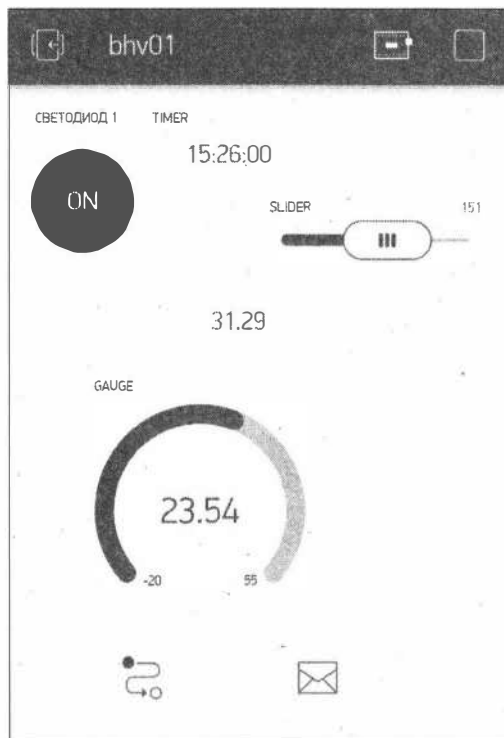 bhv01
СВЕТОДИОД 1 TIMER
15:26:00
ON
SLIDER 151
31.29
GAUGE
23.54
-20 55